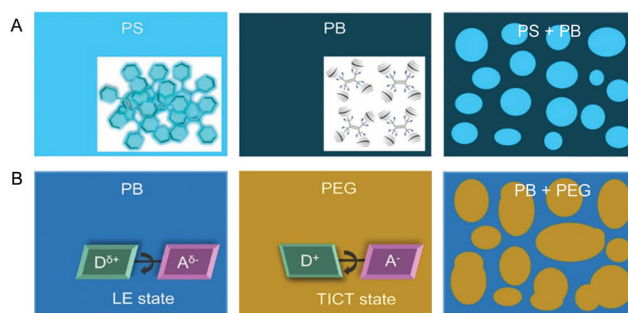 A
PS
PB
PS + PB
B
PB
Dδ+
Aδ-
LE state
PEG
D+
A-
TICT state
PB + PEG